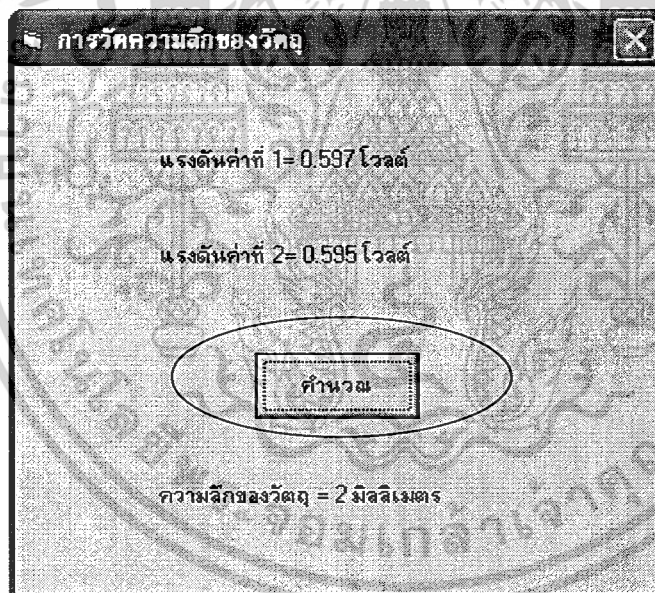 การวัดความลึกของวัตถุ
แรงดันค่าที่ 1= 0.597 โวลต์
แรงดันค่าที่ 2= 0.595 โวลต์
คำนวณ
ความลึกของวัตถุ = 2 มิลลิเมตร